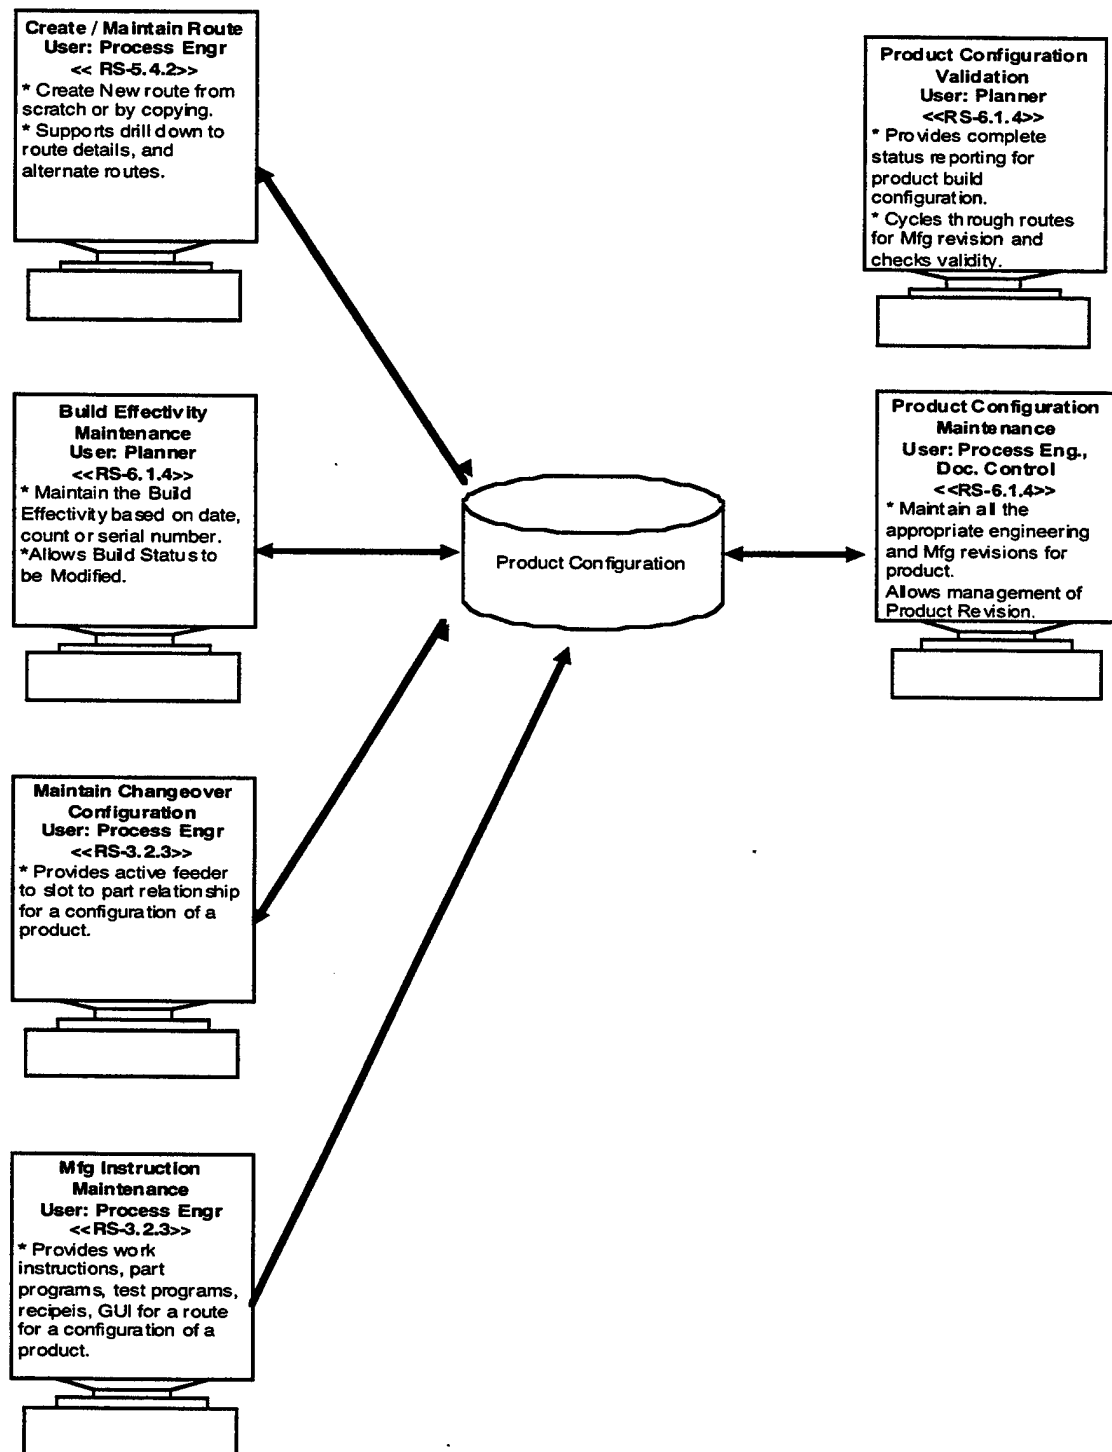 Create / Maintain Route
User: Process Engr
<< RS-5.4.2>>
* Create New route from
scratch or by copying.
* Supports drill down to
route details, and
alternate routes.
Product Configuration
Validation
User: Planner
<<RS-6.1.4>>
* Provides complete
status reporting for
product build
configuration.
* Cycles through routes
for Mfg revision and
checks validity.
Build Effectivity
Maintenance
User: Planner
<<RS-6.1.4>>
* Maintain the Build
Effectivity based on date,
count or serial number.
*Allows Build Status to
be Modified.
Product Configuration
Product Configuration
Maintenance
User: Process Eng.,
Doc. Control
<<RS-6.1.4>>
* Maintain all the
appropriate engineering
and Mfg revisions for
product.
Allows management of
Product Revision.
Maintain Changeover
Configuration
User: Process Engr
<<RS-3.2.3>>
* Provides active feeder
to slot to part relationship
for a configuration of a
product.
Mfg Instruction
Maintenance
User: Process Engr
<<RS-3.2.3>>
* Provides work
instructions, part
programs, test programs,
recipeis, GUI for a route
for a configuration of a
product.